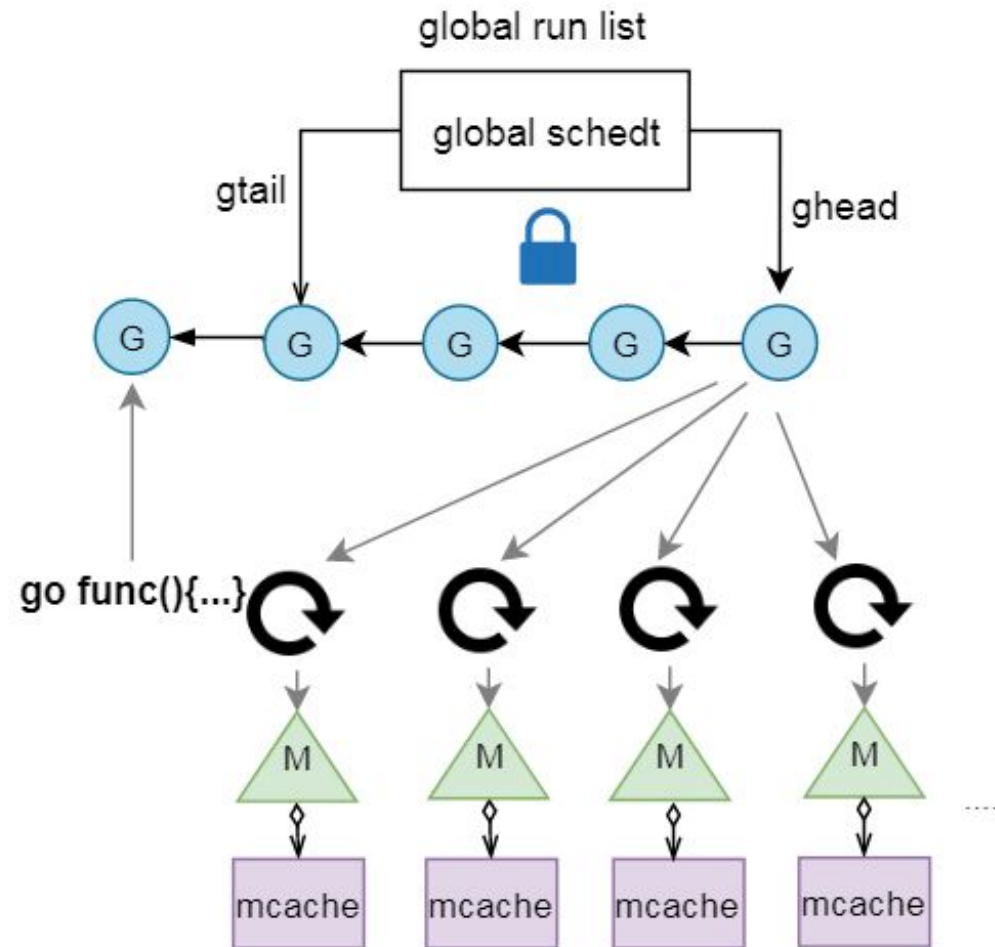 global run list
global schedt
gtail
ghead
G
G
G
G
G
go func(){...}
M
M
M
M
mcache
mcache
mcache
mcache